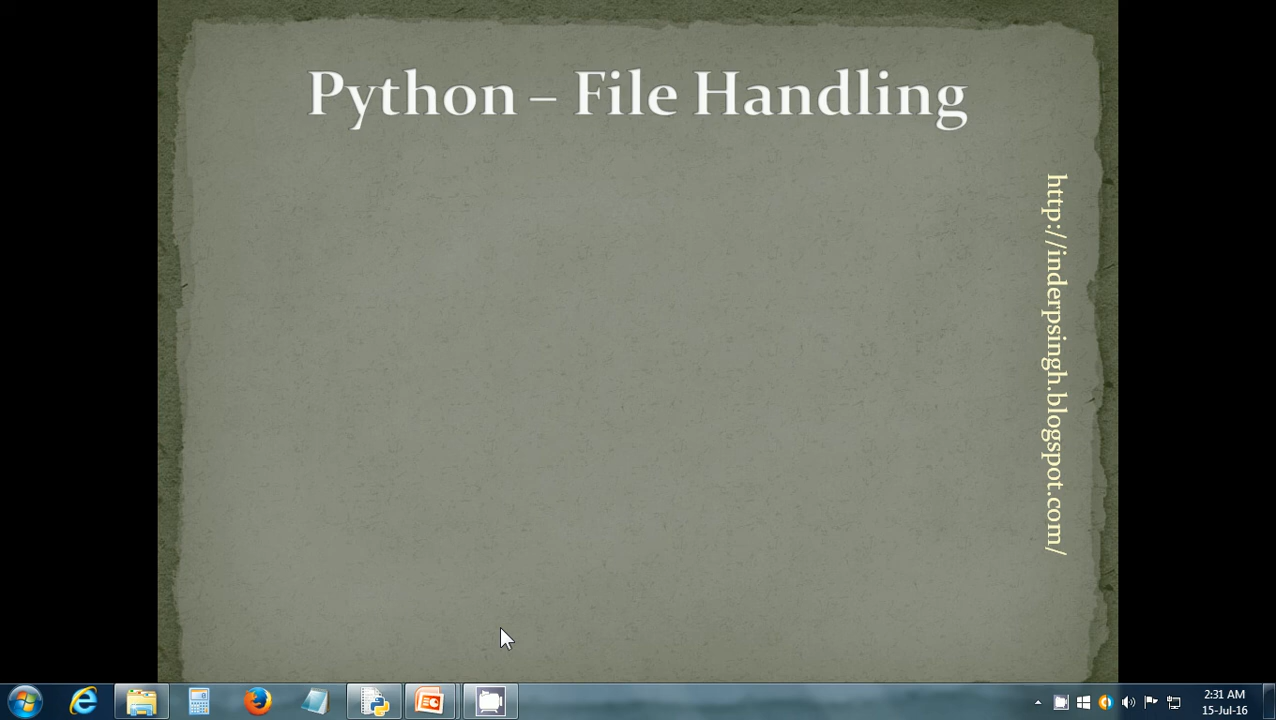 Python – File Handling
http://inderpsingh.blogspot.com/
2:31 AM
15-Jul-16